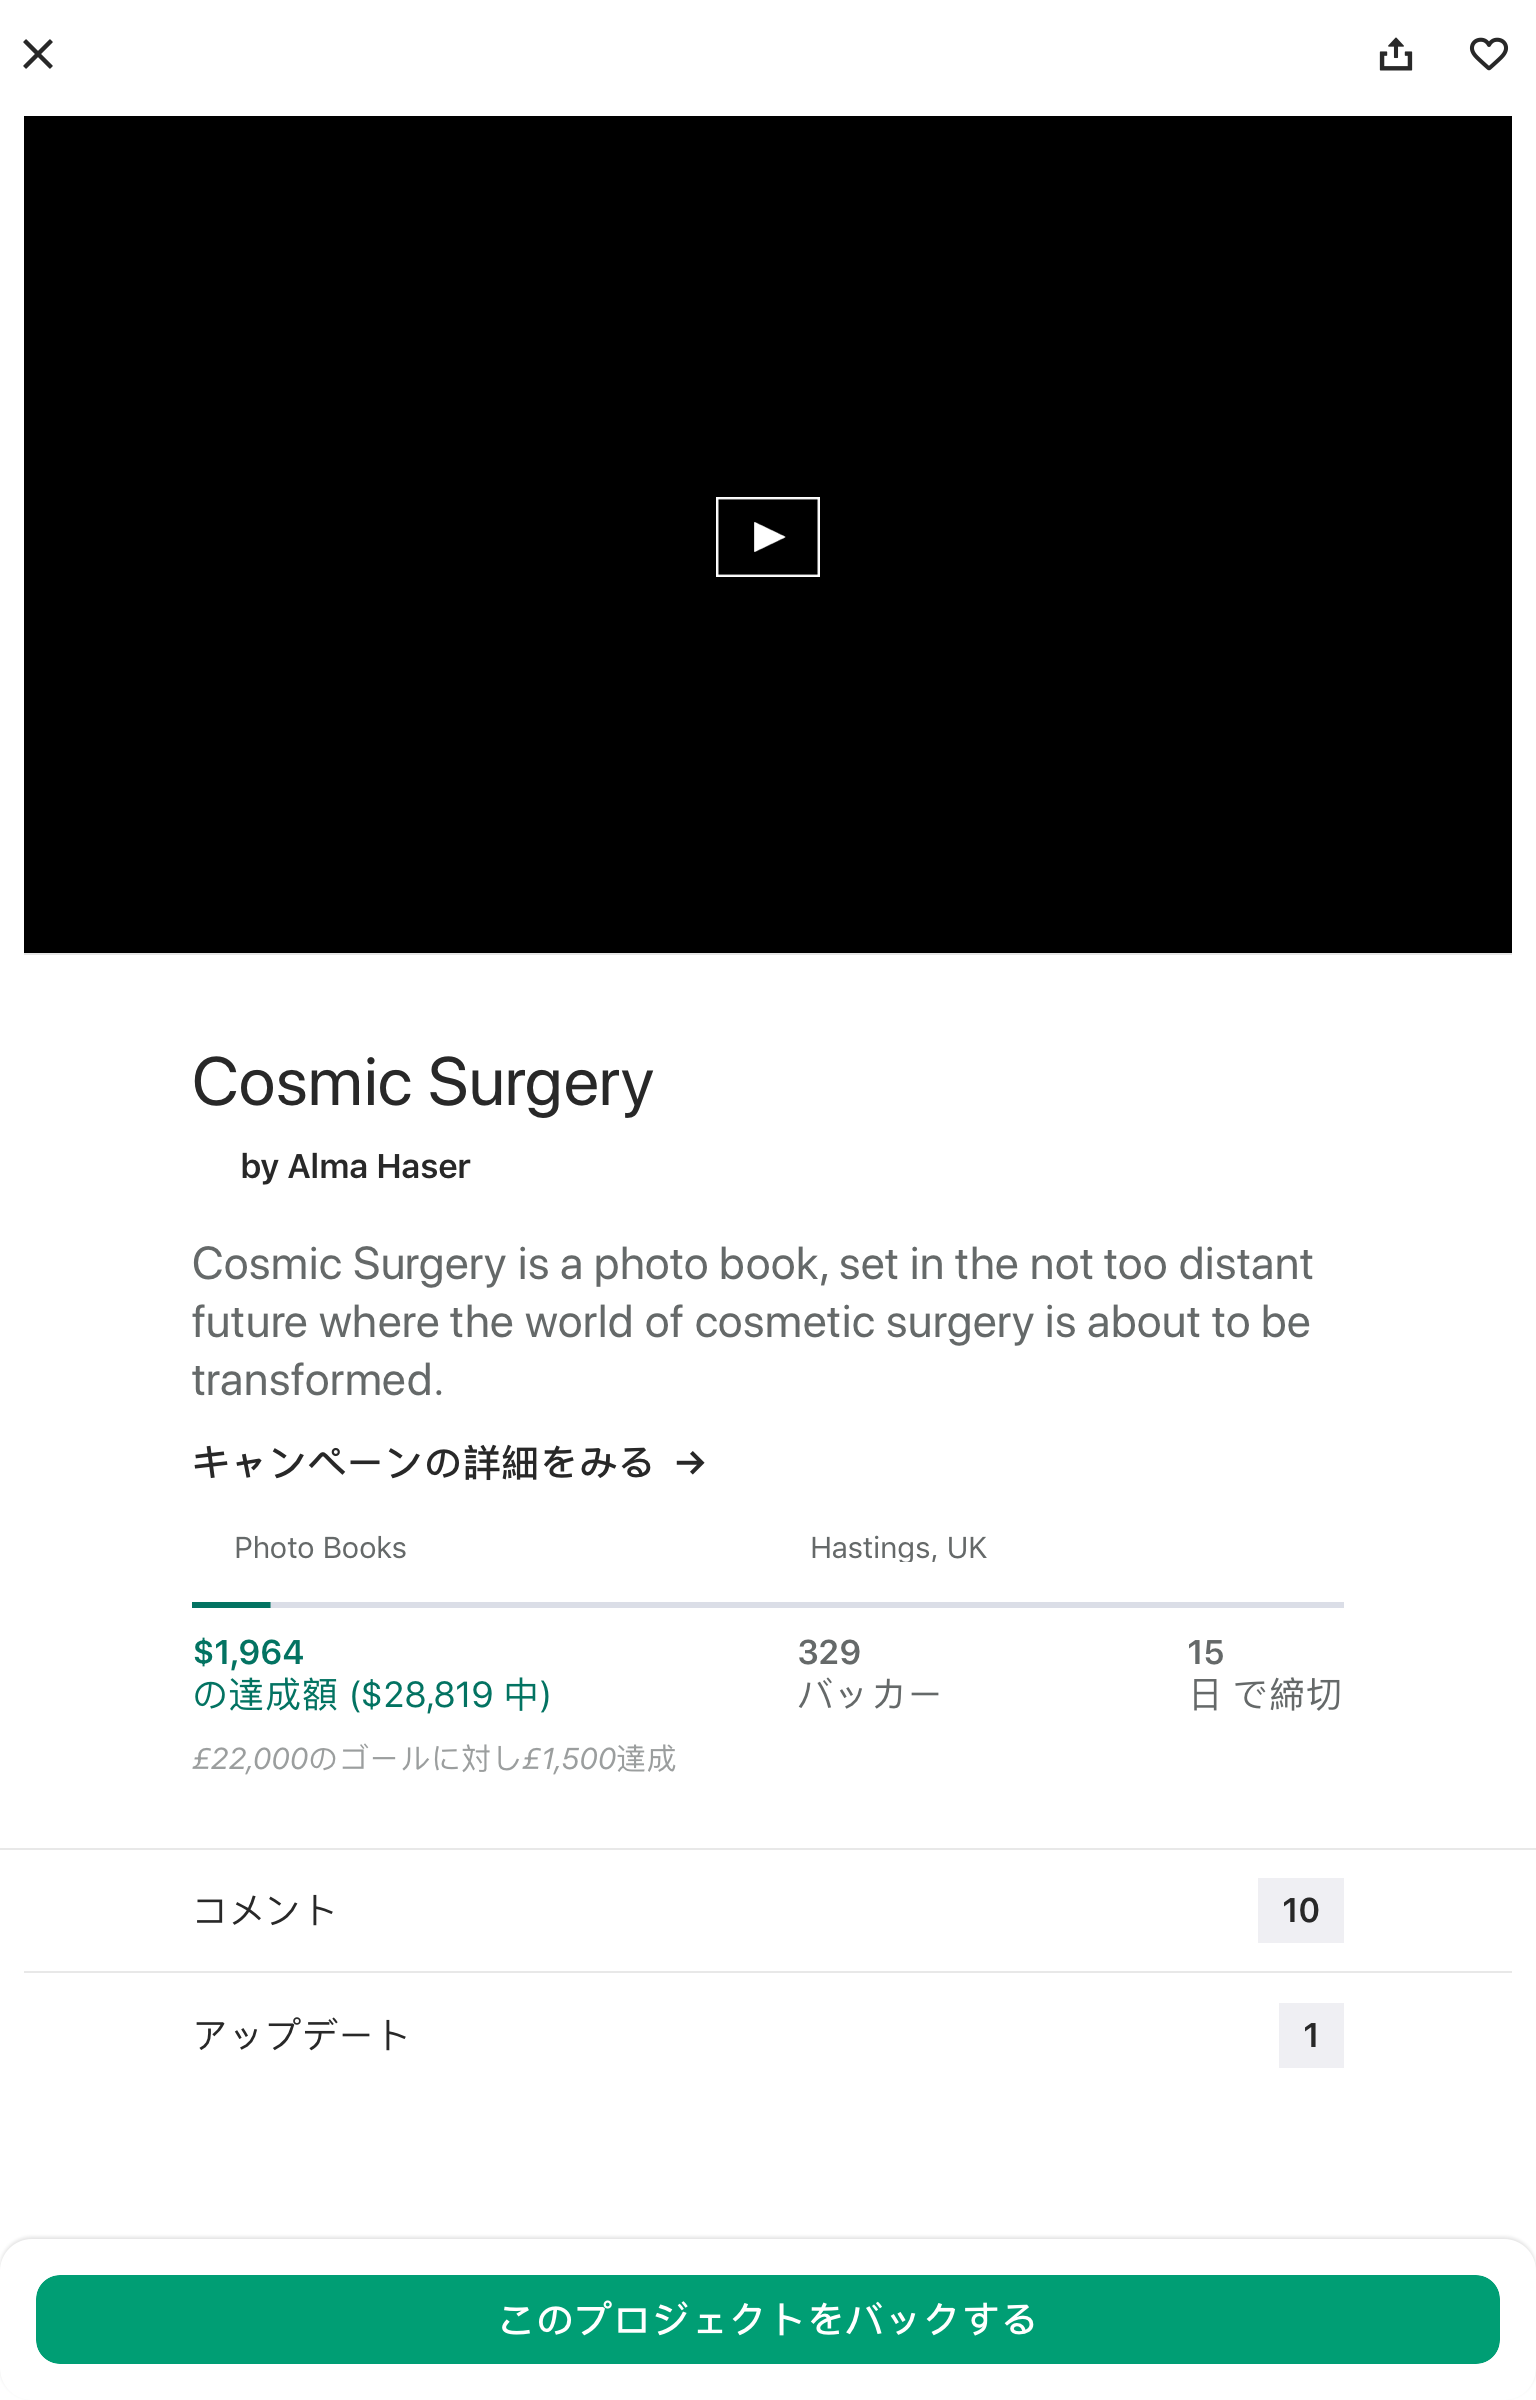 Cosmic Surgery
by Alma Haser
Cosmic Surgery is a photo book, set in the not too distant
future where the world of cosmetic surgery is about to be
transformed.
キャンペーンの詳細をみる →
Photo Books
Hastings, UK
$1,964
の達成額 ($28,819 中)
329
バッカー
15
日 で締切
£22,000のゴールに対し£1,500達成
コメント
10
アップデート
1
このプロジェクトをバックする